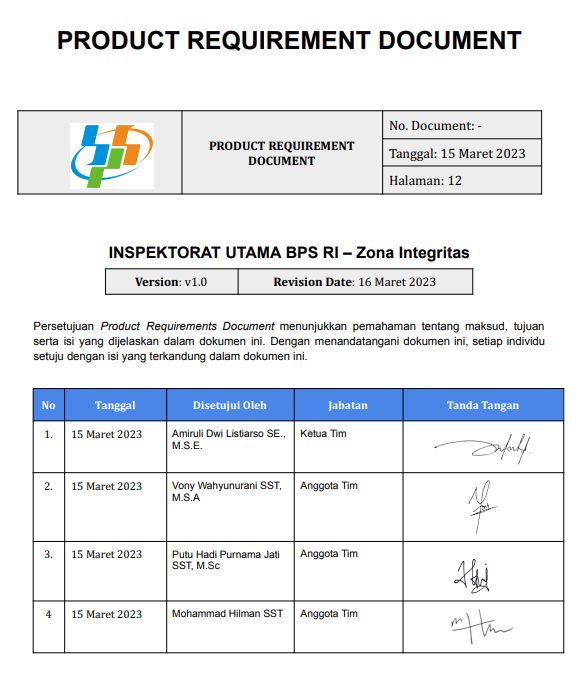 PRODUCT REQUIREMENT DOCUMENT
PRODUCT REQUIREMENT
DOCUMENT
No. Document: -
Tanggal: 15 Maret 2023
Halaman: 12
INSPEKTORAT UTAMA BPS RI – Zona Integritas
Version: v1.0 Revision Date: 16 Maret 2023
Persetujuan Product Requirements Document menunjukkan pemahaman tentang maksud, tujuan
serta isi yang dijelaskan dalam dokumen ini. Dengan menandatangani dokumen ini, setiap individu
setuju dengan isi yang terkandung dalam dokumen ini.
No Tanggal Disetujui Oleh Jabatan Tanda Tangan
1. 15 Maret 2023 Amiruli Dwi Listiarso SE., Ketua Tim
M.S.E.
2. 15 Maret 2023 Vony Wahyunurani SST, Anggota Tim
M.S.A
3. 15 Maret 2023 Putu Hadi Purnama Jati Anggota Tim
SST, M.Sc
4 15 Maret 2023 Mohammad Hilman SST Anggota Tim